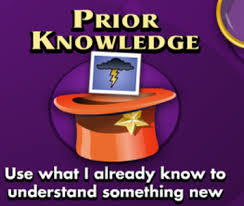 PRIOR
KNOWLEDGE
Use what I already know to
understand something new